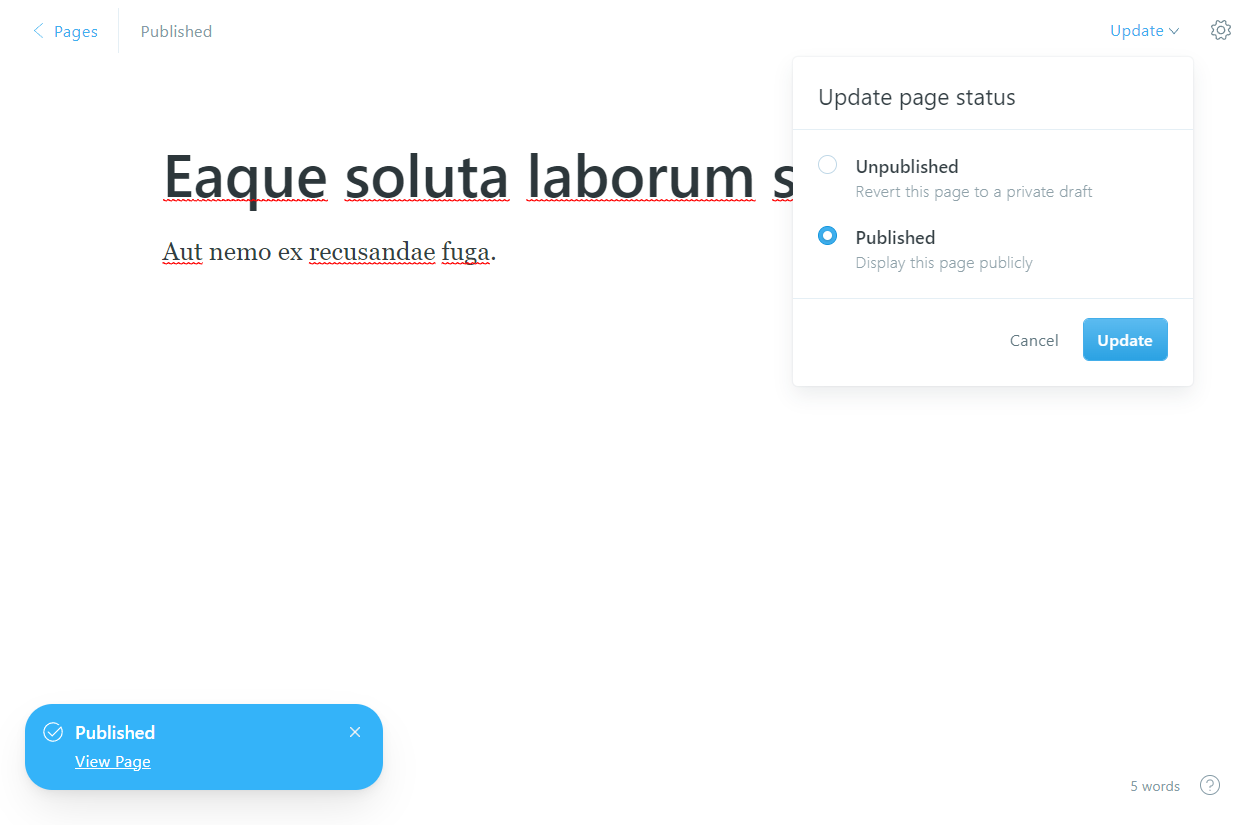 Pages
Published
Update
Update page status
Eaque soluta laborum
Unpublished
Revert this page to a private draft
Published
Display this page publicly
Aut nemo ex recusandae fuga.
Cancel
Update
Published
View Page
5 words